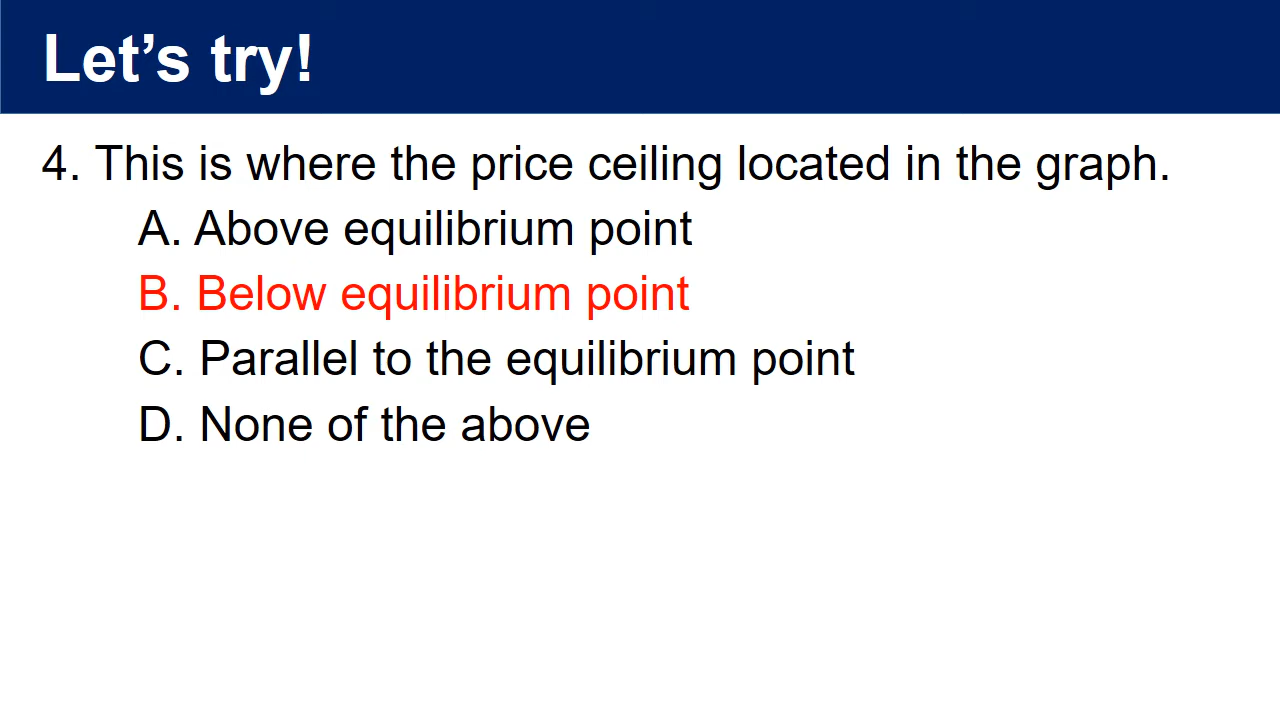 Let’s try!
4. This is where the price ceiling located in the graph.
A. Above equilibrium point
B. Below equilibrium point
C. Parallel to the equilibrium point
D. None of the above